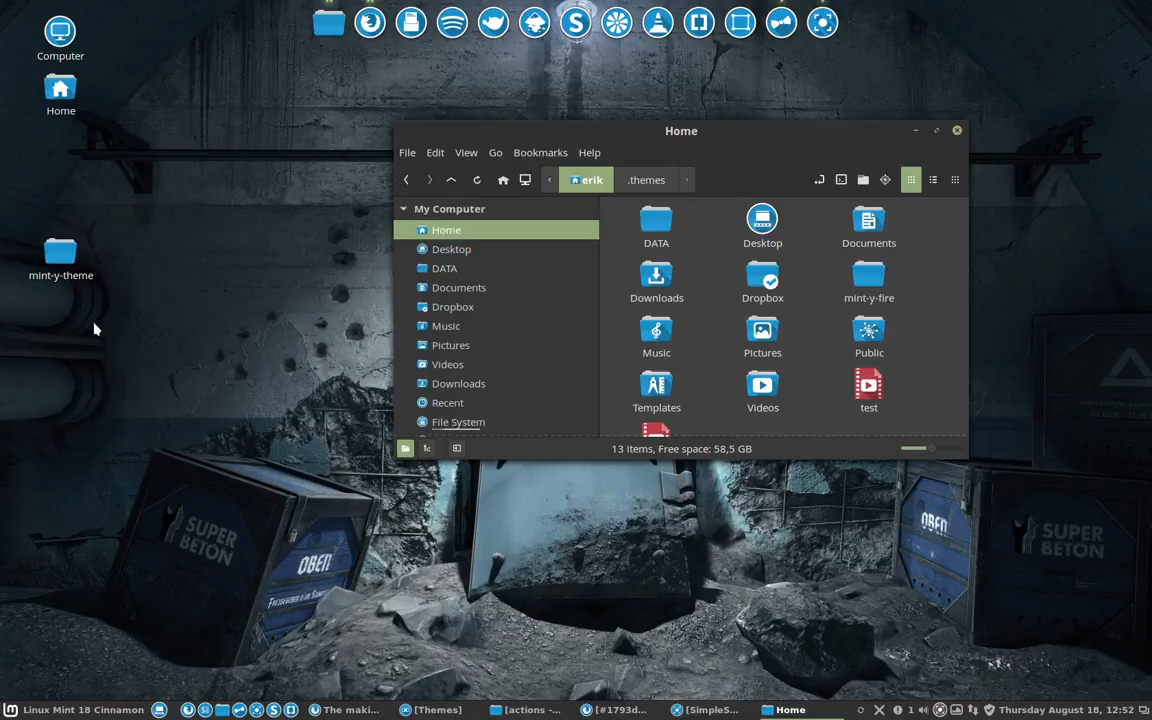 Computer
Home
mint-y-theme
Home
File Edit View Go Bookmarks Help
erik .themes
My Computer
Home
Desktop
DATA
Documents
Dropbox
Music
Pictures
Videos
Downloads
Recent
File System
DATA Desktop Documents
Downloads Dropbox mint-y-fire
Music Pictures Public
Templates Videos test
13 items, Free space: 58,5 GB
SUPER
BETON
OBEN
OBEN
SUPER
BETON
Linux Mint 18 Cinnamon The maki... [Themes] [actions -... [#1793d... [SimpleS... Home 1 Thursday August 18, 12:52